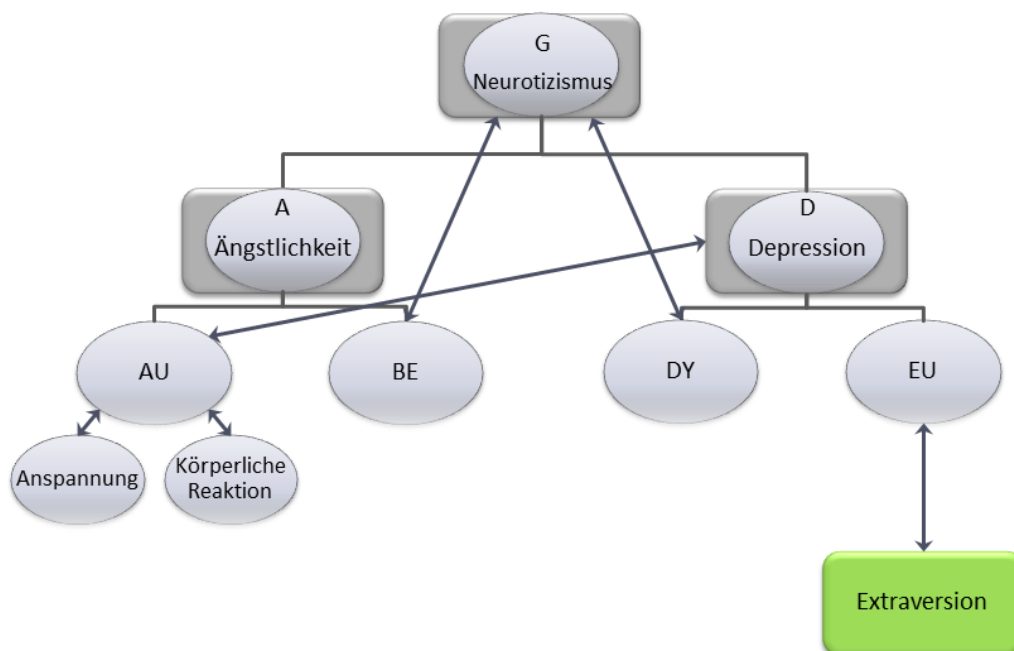 G
Neurotizismus
A
Ängstlichkeit
D
Depression
AU
BE
DY
EU
Anspannung
Körperliche
Reaktion
Extraversion